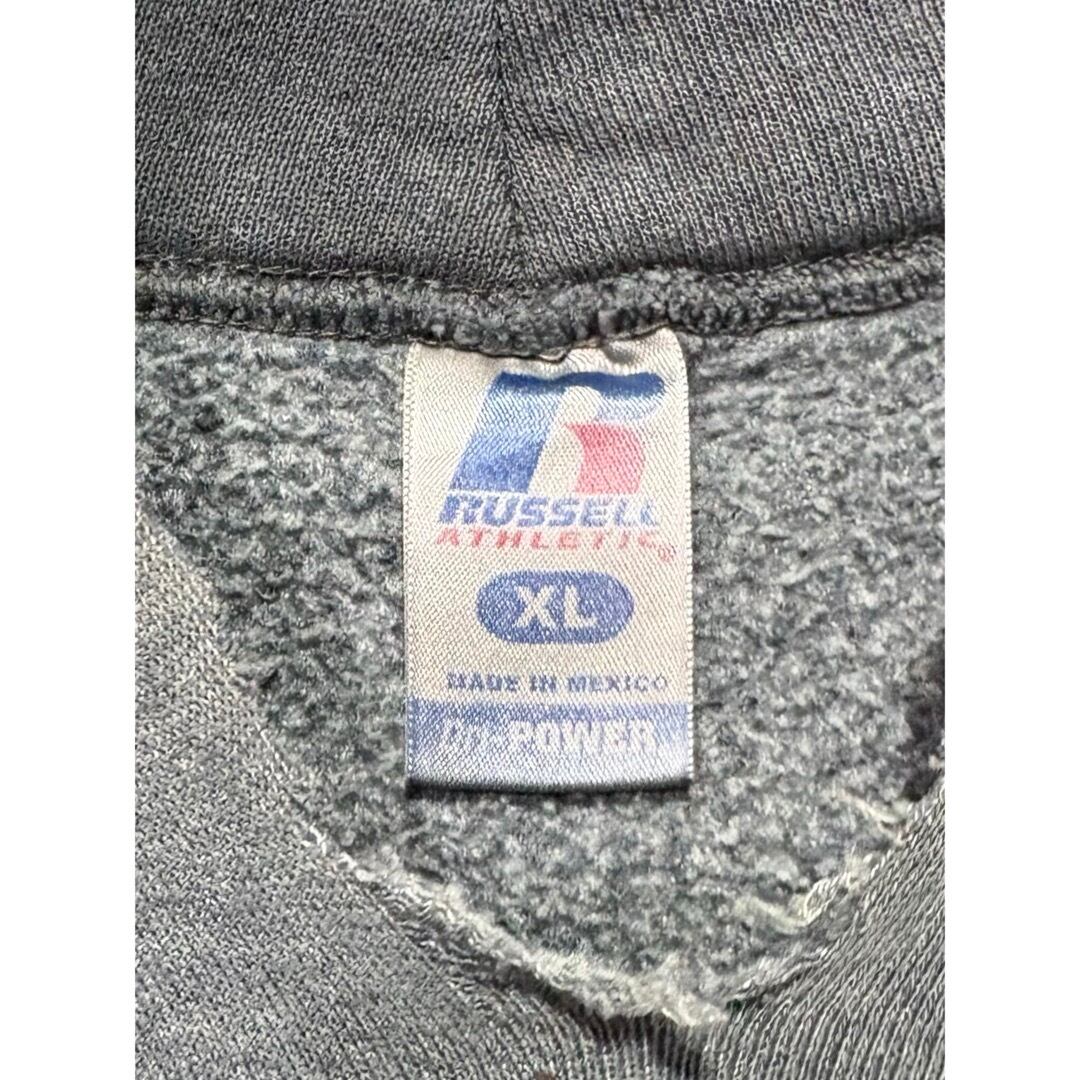 RUSSELL
ATHLETIC®
XL
MADE IN MEXICO
POWER